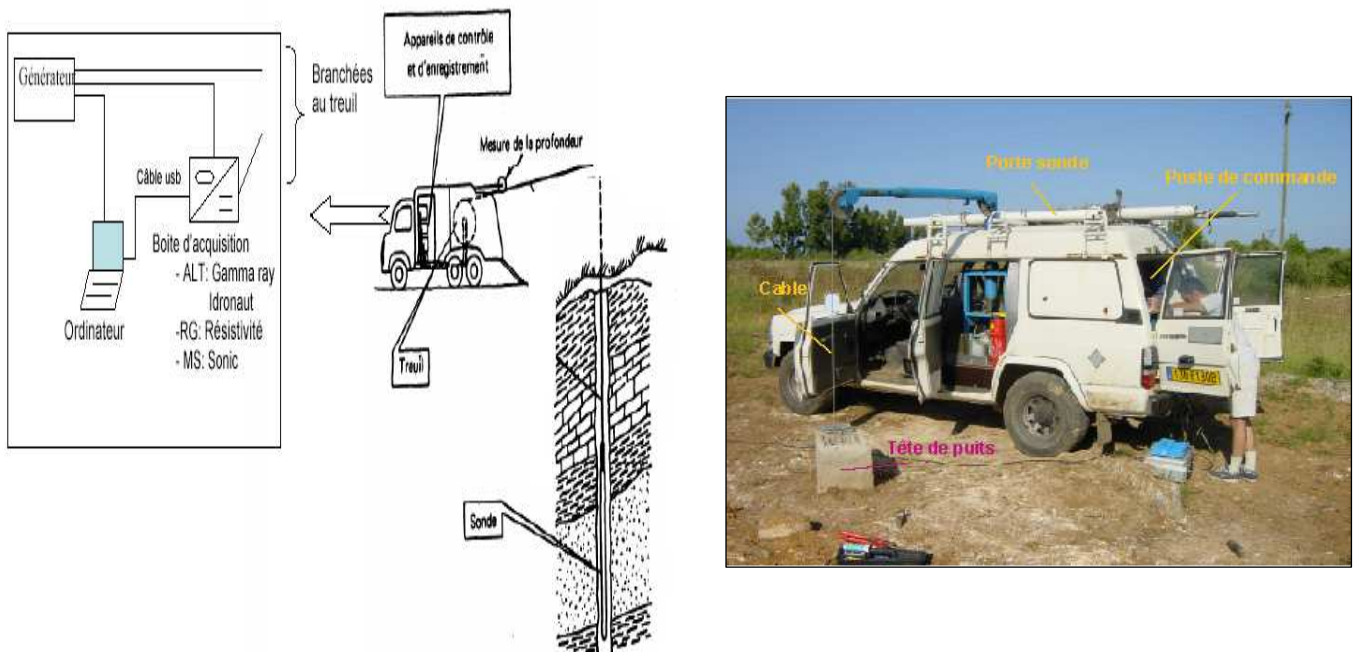 Générateur
Branchées
au treuil
Câble usb
Boite d'acquisition
- ALT: Gamma ray
Idronaut
-RG: Résistivité
- MS: Sonic
Ordinateur
Appareils de contrôle
et d'enregistrement
Mesure de la profondeur
Treuil
Sonde
Porte sonde
Poste de commande
Cable
Tête de puits